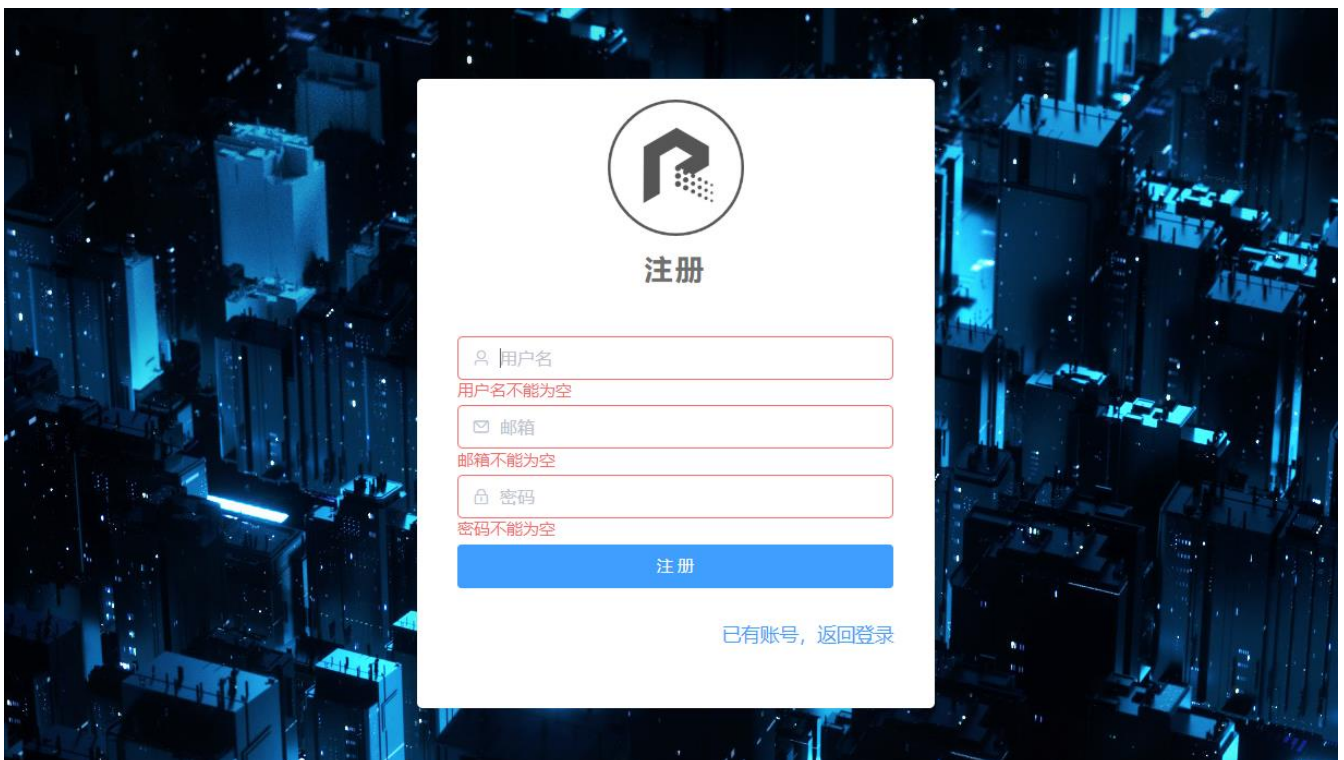 注册
用户名
用户名不能为空
邮箱
邮箱不能为空
密码
密码不能为空
注册
已有账号，返回登录